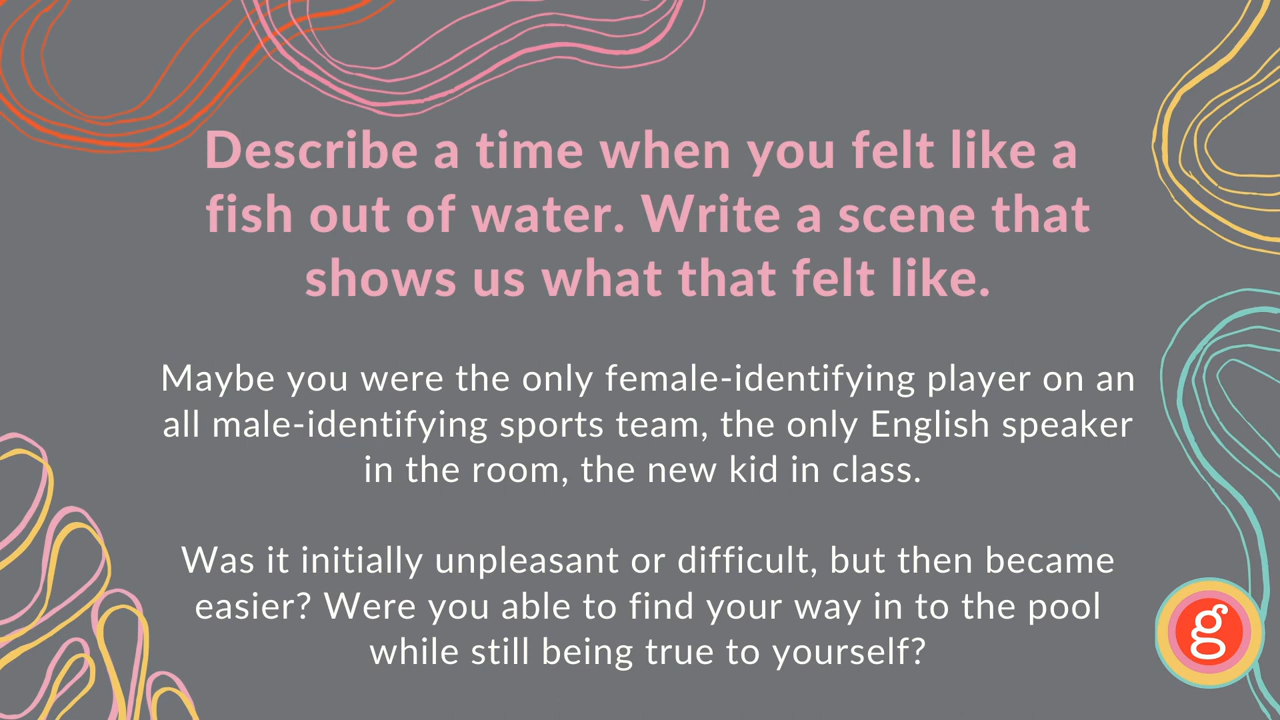 Describe a time when you felt like a
fish out of water. Write a scene that
shows us what that felt like.
Maybe you were the only female-identifying player on an
all male-identifying sports team, the only English speaker
in the room, the new kid in class.
Was it initially unpleasant or difficult, but then became
easier? Were you able to find your way in to the pool
while still being true to yourself?
g